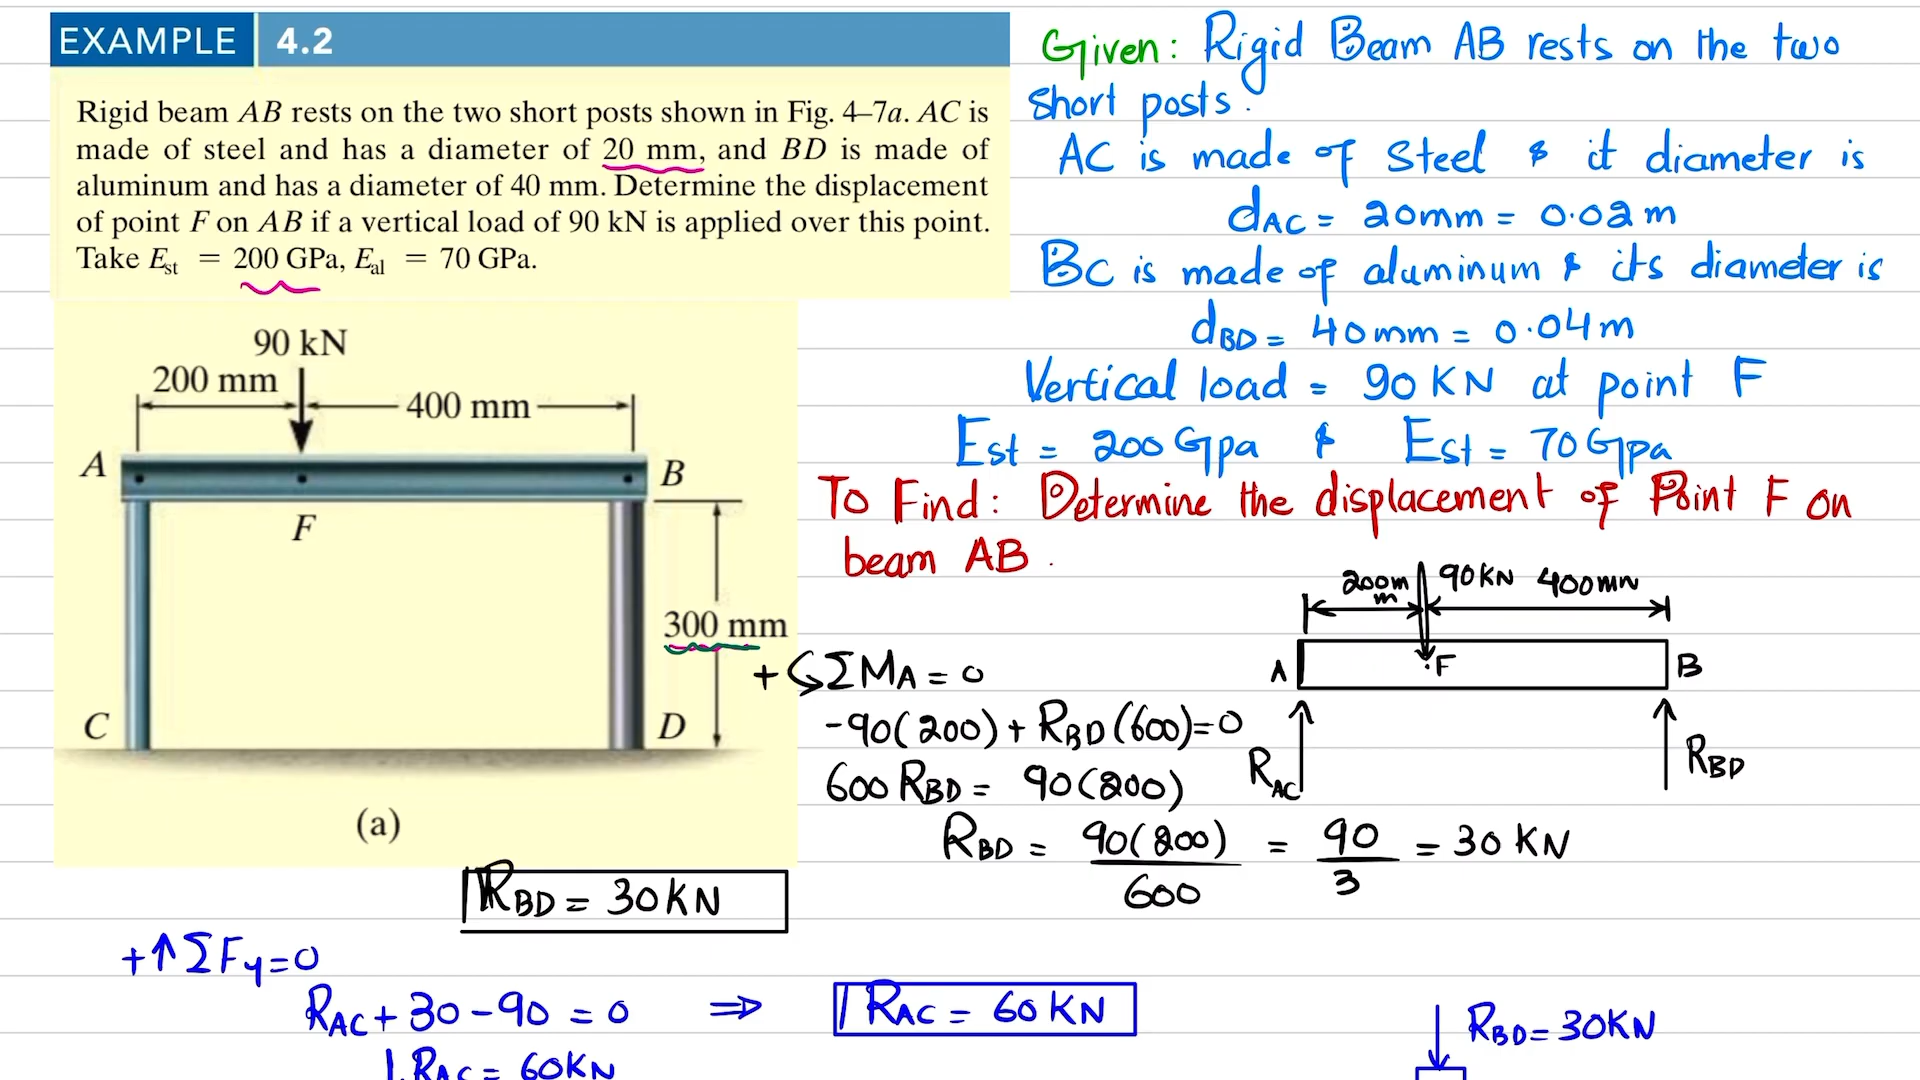 EXAMPLE 4.2
Rigid beam AB rests on the two short posts shown in Fig. 4–7a. AC is
made of steel and has a diameter of 20 mm, and BD is made of
aluminum and has a diameter of 40 mm. Determine the displacement
of point F on AB if a vertical load of 90 kN is applied over this point.
Take Est = 200 GPa, Eal = 70 GPa.
90 kN
200 mm
400 mm
A
B
F
300 mm
C
D
(a)
Given: Rigid Beam AB rests on the two
short posts.
AC is made of Steel & it diameter is
dAC = 20mm = 0.02m
BC is made of aluminum & its diameter is
dBD = 40mm = 0.04m
Vertical load = 90 KN at point F
Est = 200 Gpa & Est = 70 Gpa
To Find: Determine the displacement of Point F on
beam AB.
200mm 90KN 400mm
A F B
RAC RBD
+↺ΣMA = 0
-90(200) + RBD(600)=0
600 RBD = 90(200)
RBD = 90(200)/600 = 90/3 = 30 KN
RBD = 30KN
+↑ΣFy=0
RAC + 30 - 90 = 0 ⇒ RAC = 60 KN
RAC = 60KN
RBD = 30KN